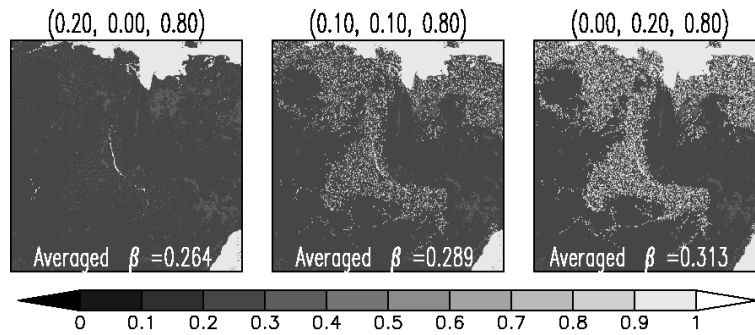 (0.20, 0.00, 0.80) (0.10, 0.10, 0.80) (0.00, 0.20, 0.80)
Averaged β =0.264 Averaged β =0.289 Averaged β =0.313
0 0.1 0.2 0.3 0.4 0.5 0.6 0.7 0.8 0.9 1